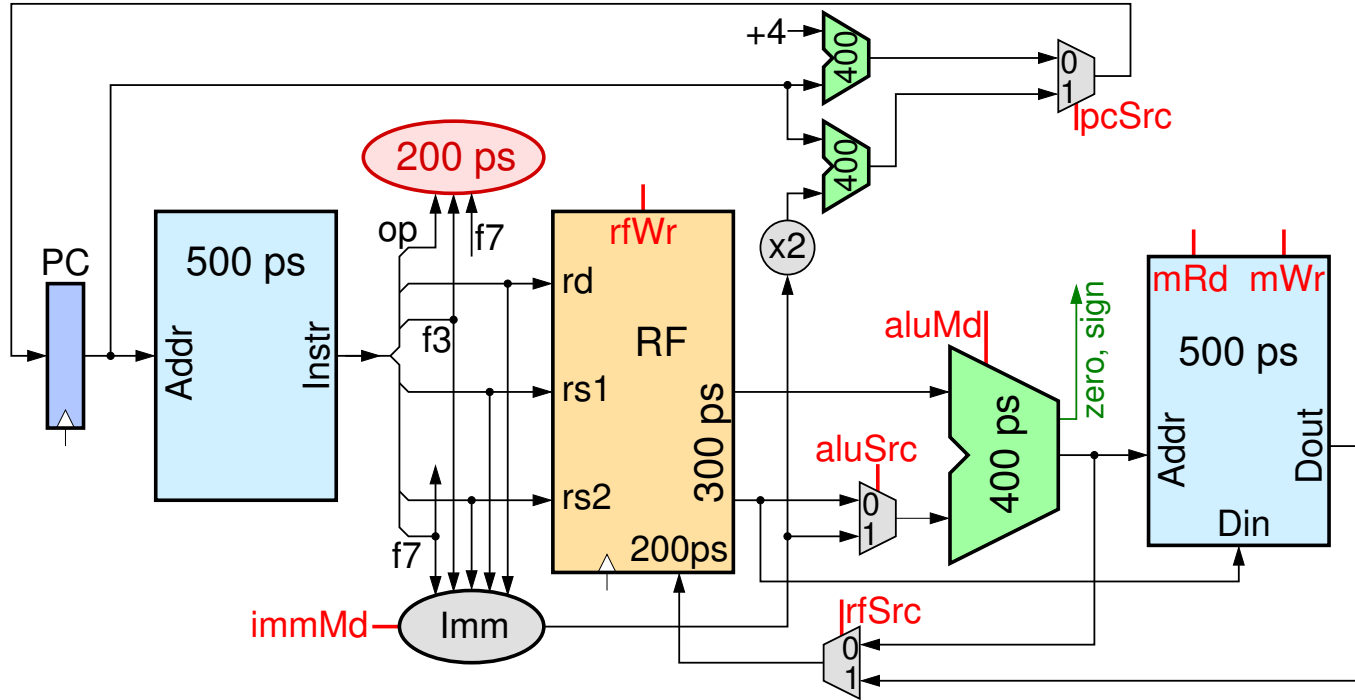 +4
400
0
1
pcSrc
400
200 ps
op
f7
PC
500 ps
Addr
Instr
rfWr
rd
f3
RF
rs1
300 ps
rs2
200ps
f7
x2
aluMd
zero, sign
400 ps
aluSrc
0
1
mRd
mWr
500 ps
Addr
Dout
Din
immMd
Imm
rfSrc
0
1